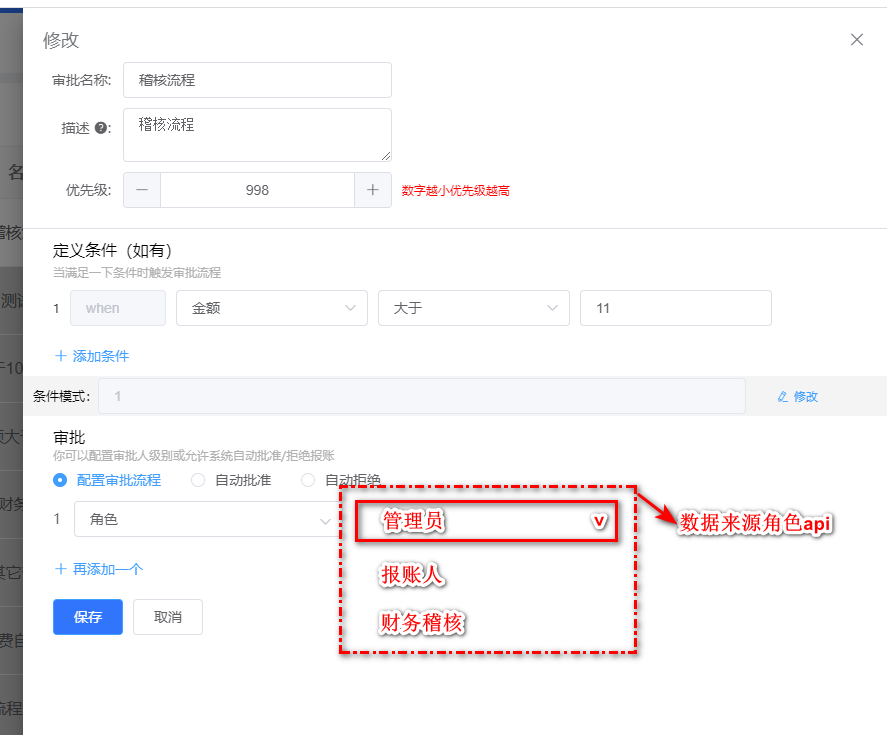 修改
审批名称: 稽核流程
描述 ?: 稽核流程
优先级: 998 数字越小优先级越高
定义条件（如有）
当满足一下条件时触发审批流程
1 when 金额 大于 11
添加条件
条件模式: 1 修改
审批
你可以配置审批人级别或允许系统自动批准/拒绝报账
配置审批流程 自动批准 自动拒绝
1 角色 管理员 v 数据来源角色api
报账人
再添加一个
财务稽核
保存 取消